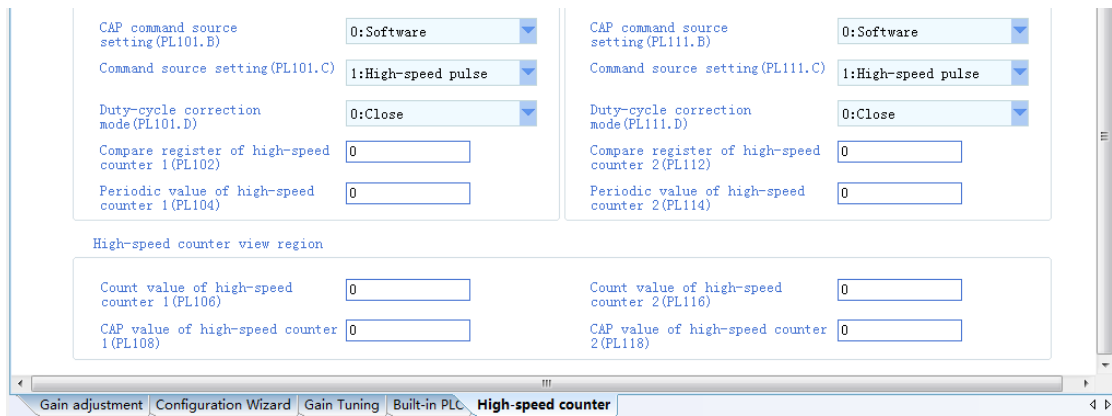 CAP command source
setting(PL101.B)
0:Software
CAP command source
setting(PL111.B)
0:Software
Command source setting(PL101.C)
1:High-speed pulse
Command source setting(PL111.C)
1:High-speed pulse
Duty-cycle correction
mode(PL101.D)
0:Close
Duty-cycle correction
mode(PL111.D)
0:Close
Compare register of high-speed
counter 1(PL102)
0
Compare register of high-speed
counter 2(PL112)
0
Periodic value of high-speed
counter 1(PL104)
0
Periodic value of high-speed
counter 2(PL114)
0
High-speed counter view region
Count value of high-speed
counter 1(PL106)
0
Count value of high-speed
counter 2(PL116)
0
CAP value of high-speed counter
1(PL108)
0
CAP value of high-speed counter
2(PL118)
0
Gain adjustment
Configuration Wizard
Gain Tuning
Built-in PLC
High-speed counter